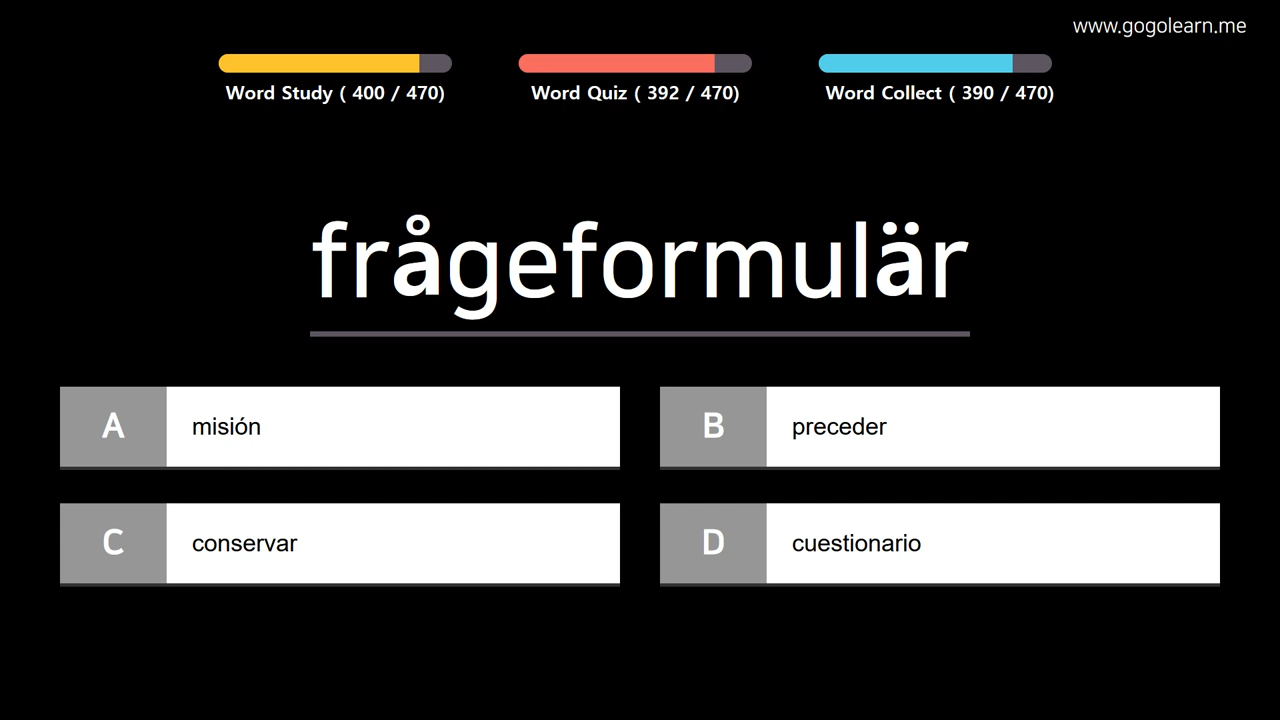 www.gogolearn.me
Word Study ( 400 / 470)
Word Quiz ( 392 / 470)
Word Collect ( 390 / 470)
frågeformulär
A misión
B preceder
C conservar
D cuestionario